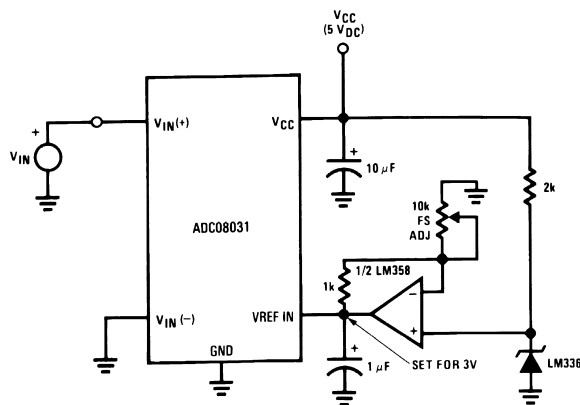 VCC
(5 VDC)
VIN(+)
VCC
+
VIN
+
10 µF
2k
10k
FS
ADJ
ADC08031
1/2 LM358
1k
−
+
VIN(−)
VREF IN
GND
+
1 µF
SET FOR 3V
LM336